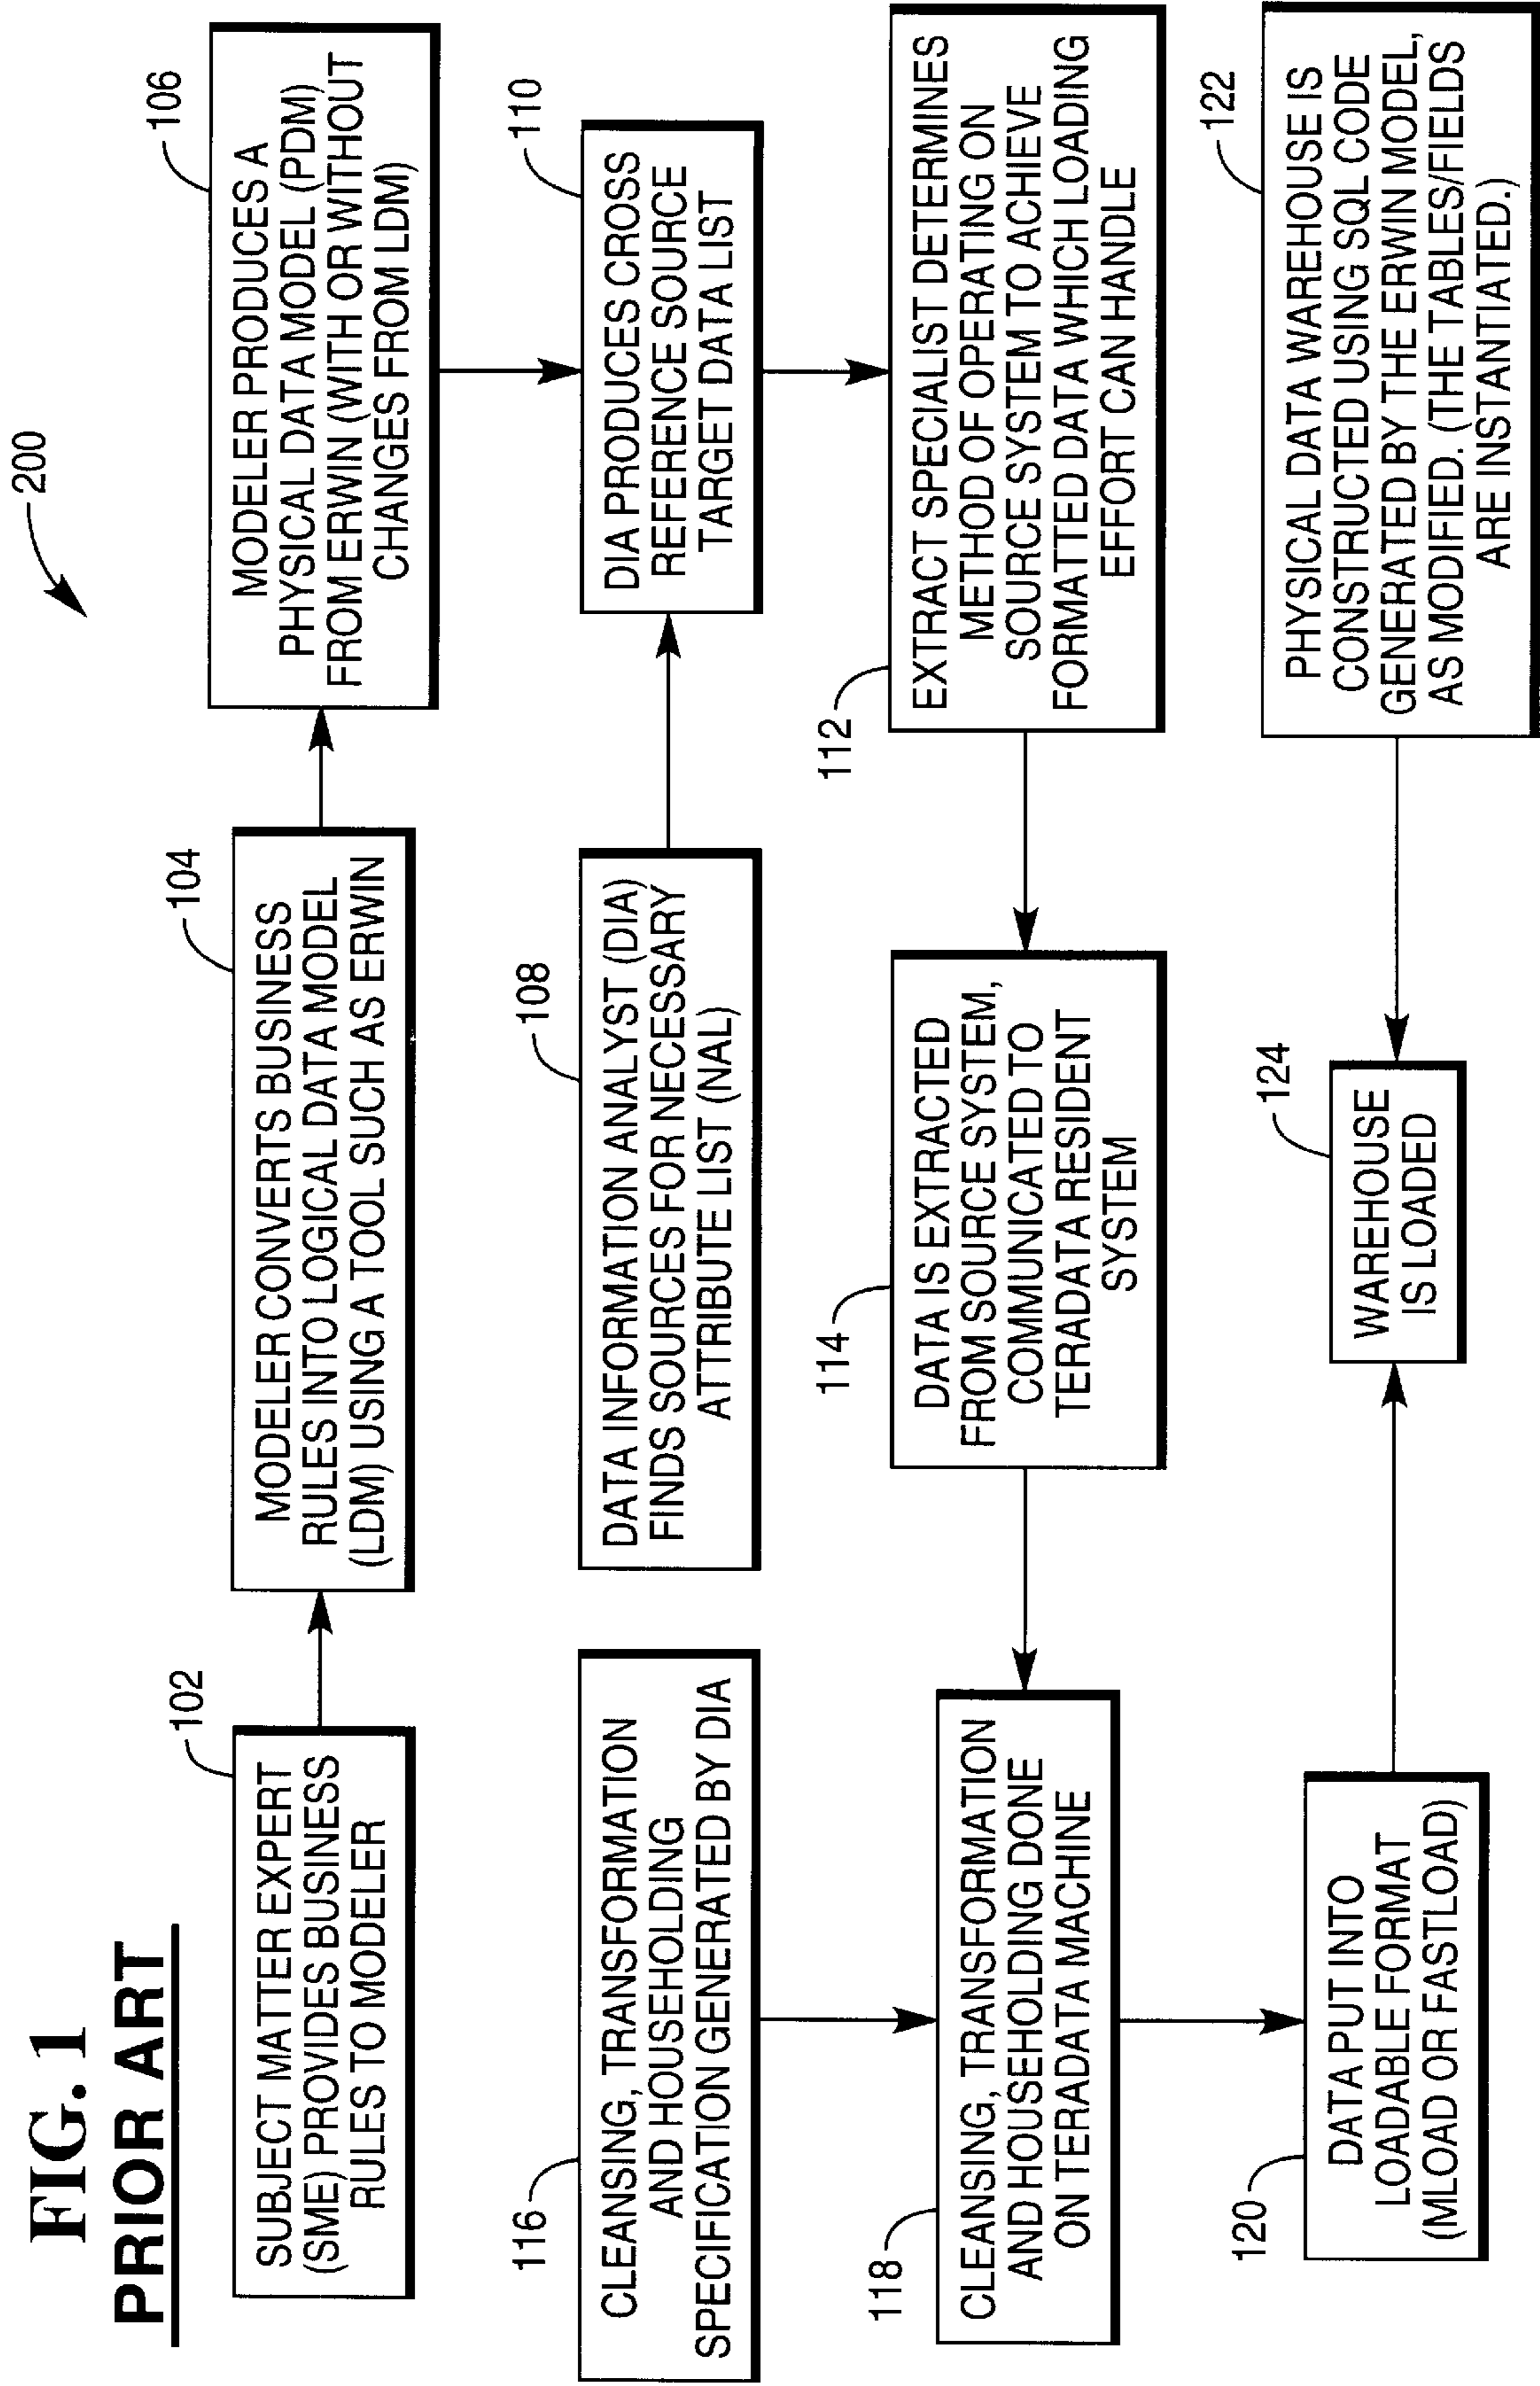 FIG. 1
PRIOR ART
200
102
SUBJECT MATTER EXPERT
(SME) PROVIDES BUSINESS
RULES TO MODELER
104
MODELER CONVERTS BUSINESS
RULES INTO LOGICAL DATA MODEL
(LDM) USING A TOOL SUCH AS ERWIN
106
MODELER PRODUCES A
PHYSICAL DATA MODEL (PDM)
FROM ERWIN (WITH OR WITHOUT
CHANGES FROM LDM)
116
CLEANSING, TRANSFORMATION
AND HOUSEHOLDING
SPECIFICATION GENERATED BY DIA
108
DATA INFORMATION ANALYST (DIA)
FINDS SOURCES FOR NECESSARY
ATTRIBUTE LIST (NAL)
110
DIA PRODUCES CROSS
REFERENCE SOURCE
TARGET DATA LIST
118
CLEANSING, TRANSFORMATION
AND HOUSEHOLDING DONE
ON TERADATA MACHINE
114
DATA IS EXTRACTED
FROM SOURCE SYSTEM,
COMMUNICATED TO
TERADATA RESIDENT
SYSTEM
112
EXTRACT SPECIALIST DETERMINES
METHOD OF OPERATING ON
SOURCE SYSTEM TO ACHIEVE
FORMATTED DATA WHICH LOADING
EFFORT CAN HANDLE
120
DATA PUT INTO
LOADABLE FORMAT
(MLOAD OR FASTLOAD)
124
WAREHOUSE
IS LOADED
122
PHYSICAL DATA WAREHOUSE IS
CONSTRUCTED USING SQL CODE
GENERATED BY THE ERWIN MODEL,
AS MODIFIED. (THE TABLES/FIELDS
ARE INSTANTIATED.)